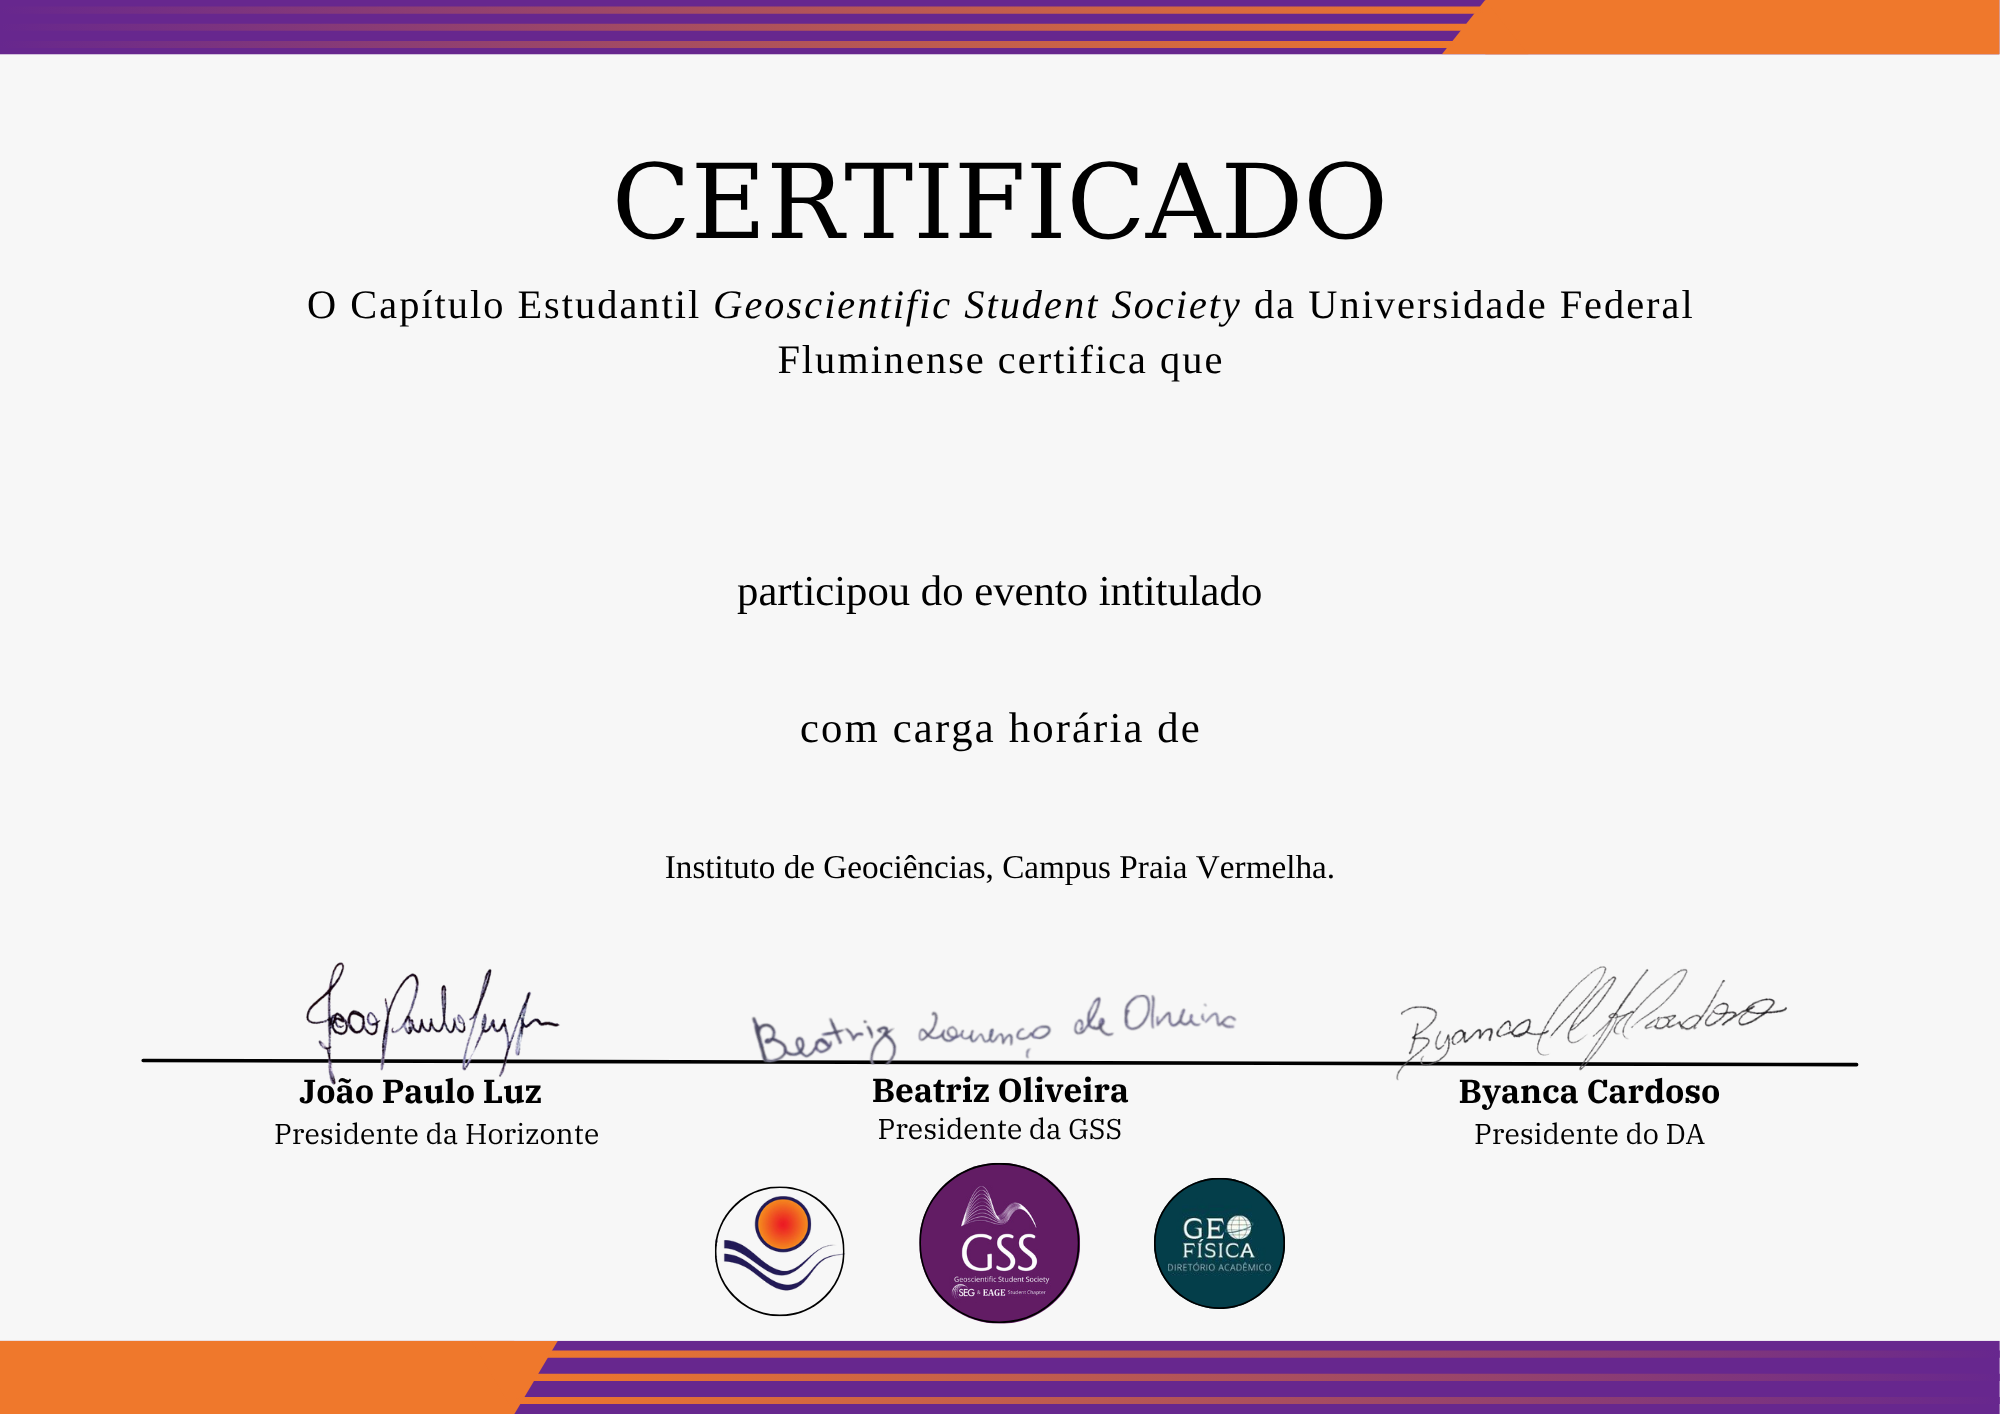 CERTIFICADO
O Capítulo Estudantil Geoscientific Student Society da Universidade Federal
Fluminense certifica que
participou do evento intitulado
com carga horária de
Instituto de Geociências, Campus Praia Vermelha.
João Paulo
Beatriz Lourenço de Oliveira
Byanca Cardoso
João Paulo Luz
Beatriz Oliveira
Byanca Cardoso
Presidente da Horizonte
Presidente da GSS
Presidente do DA
GSS
Geoscientific Student Society
SEG & EAGE Student Chapter
GEO
FÍSICA
DIRETÓRIO ACADÊMICO